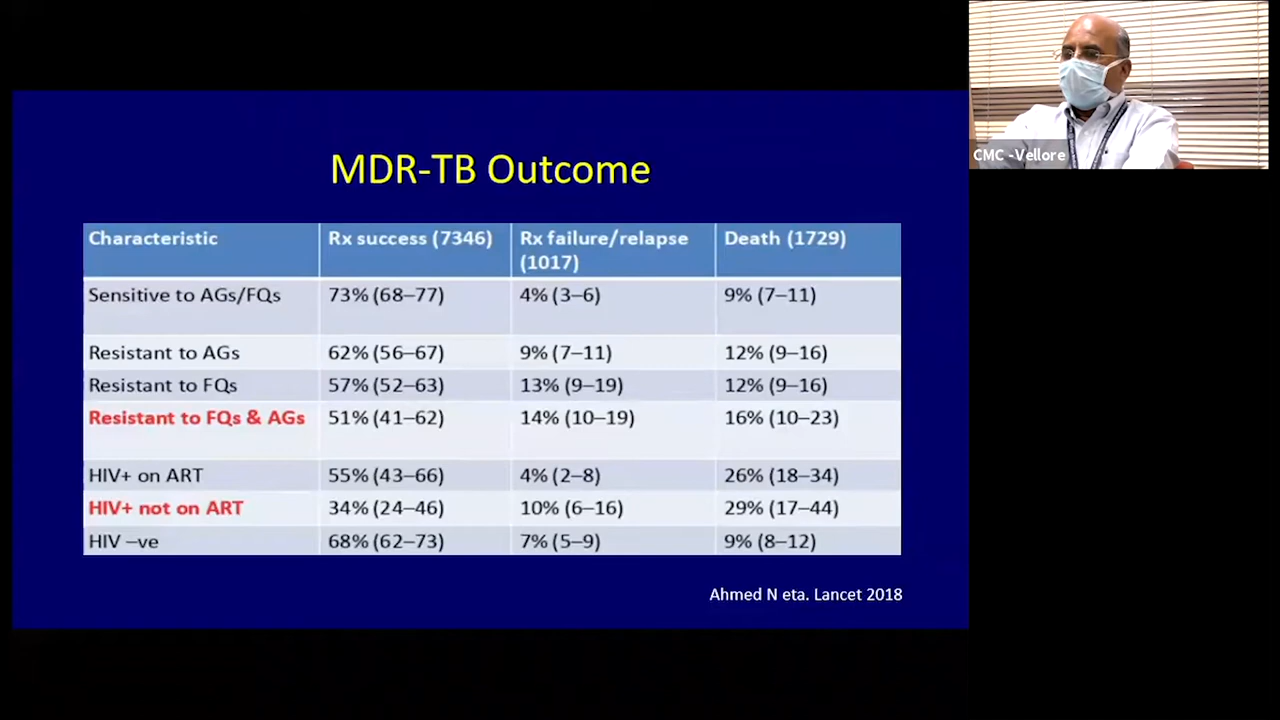 CMC -Vellore
MDR-TB Outcome
Characteristic Rx success (7346) Rx failure/relapse (1017) Death (1729)
Sensitive to AGs/FQs 73% (68–77) 4% (3–6) 9% (7–11)
Resistant to AGs 62% (56–67) 9% (7–11) 12% (9–16)
Resistant to FQs 57% (52–63) 13% (9–19) 12% (9–16)
Resistant to FQs & AGs 51% (41–62) 14% (10–19) 16% (10–23)
HIV+ on ART 55% (43–66) 4% (2–8) 26% (18–34)
HIV+ not on ART 34% (24–46) 10% (6–16) 29% (17–44)
HIV –ve 68% (62–73) 7% (5–9) 9% (8–12)
Ahmed N eta. Lancet 2018